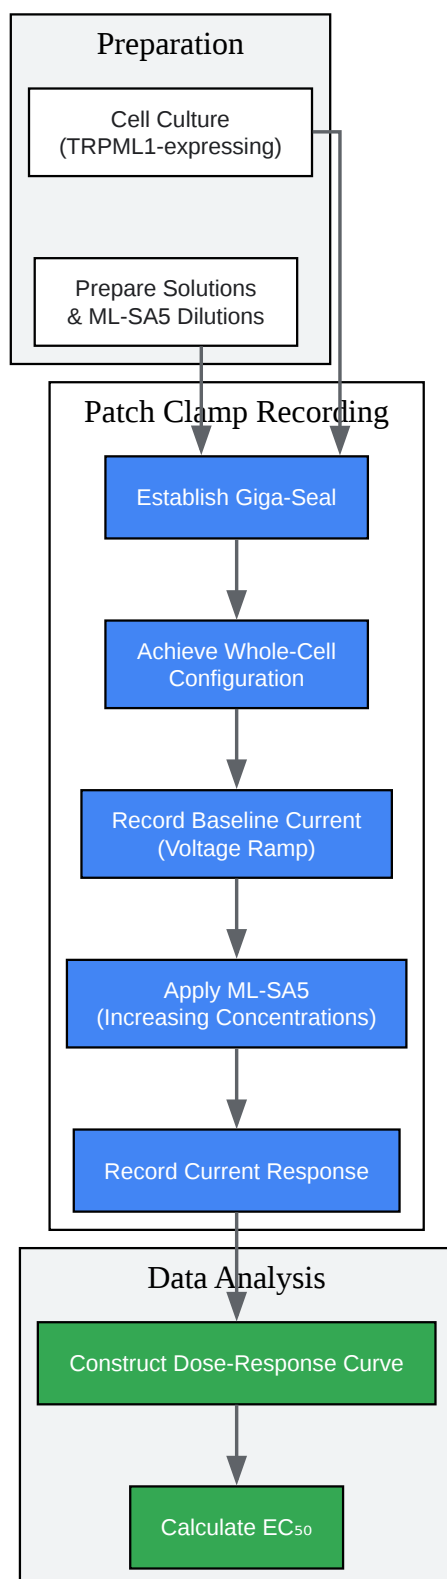 Preparation
Cell Culture
(TRPML1-expressing)
Prepare Solutions
& ML-SA5 Dilutions
Patch Clamp Recording
Establish Giga-Seal
Achieve Whole-Cell
Configuration
Record Baseline Current
(Voltage Ramp)
Apply ML-SA5
(Increasing Concentrations)
Record Current Response
Data Analysis
Construct Dose-Response Curve
Calculate EC₅₀